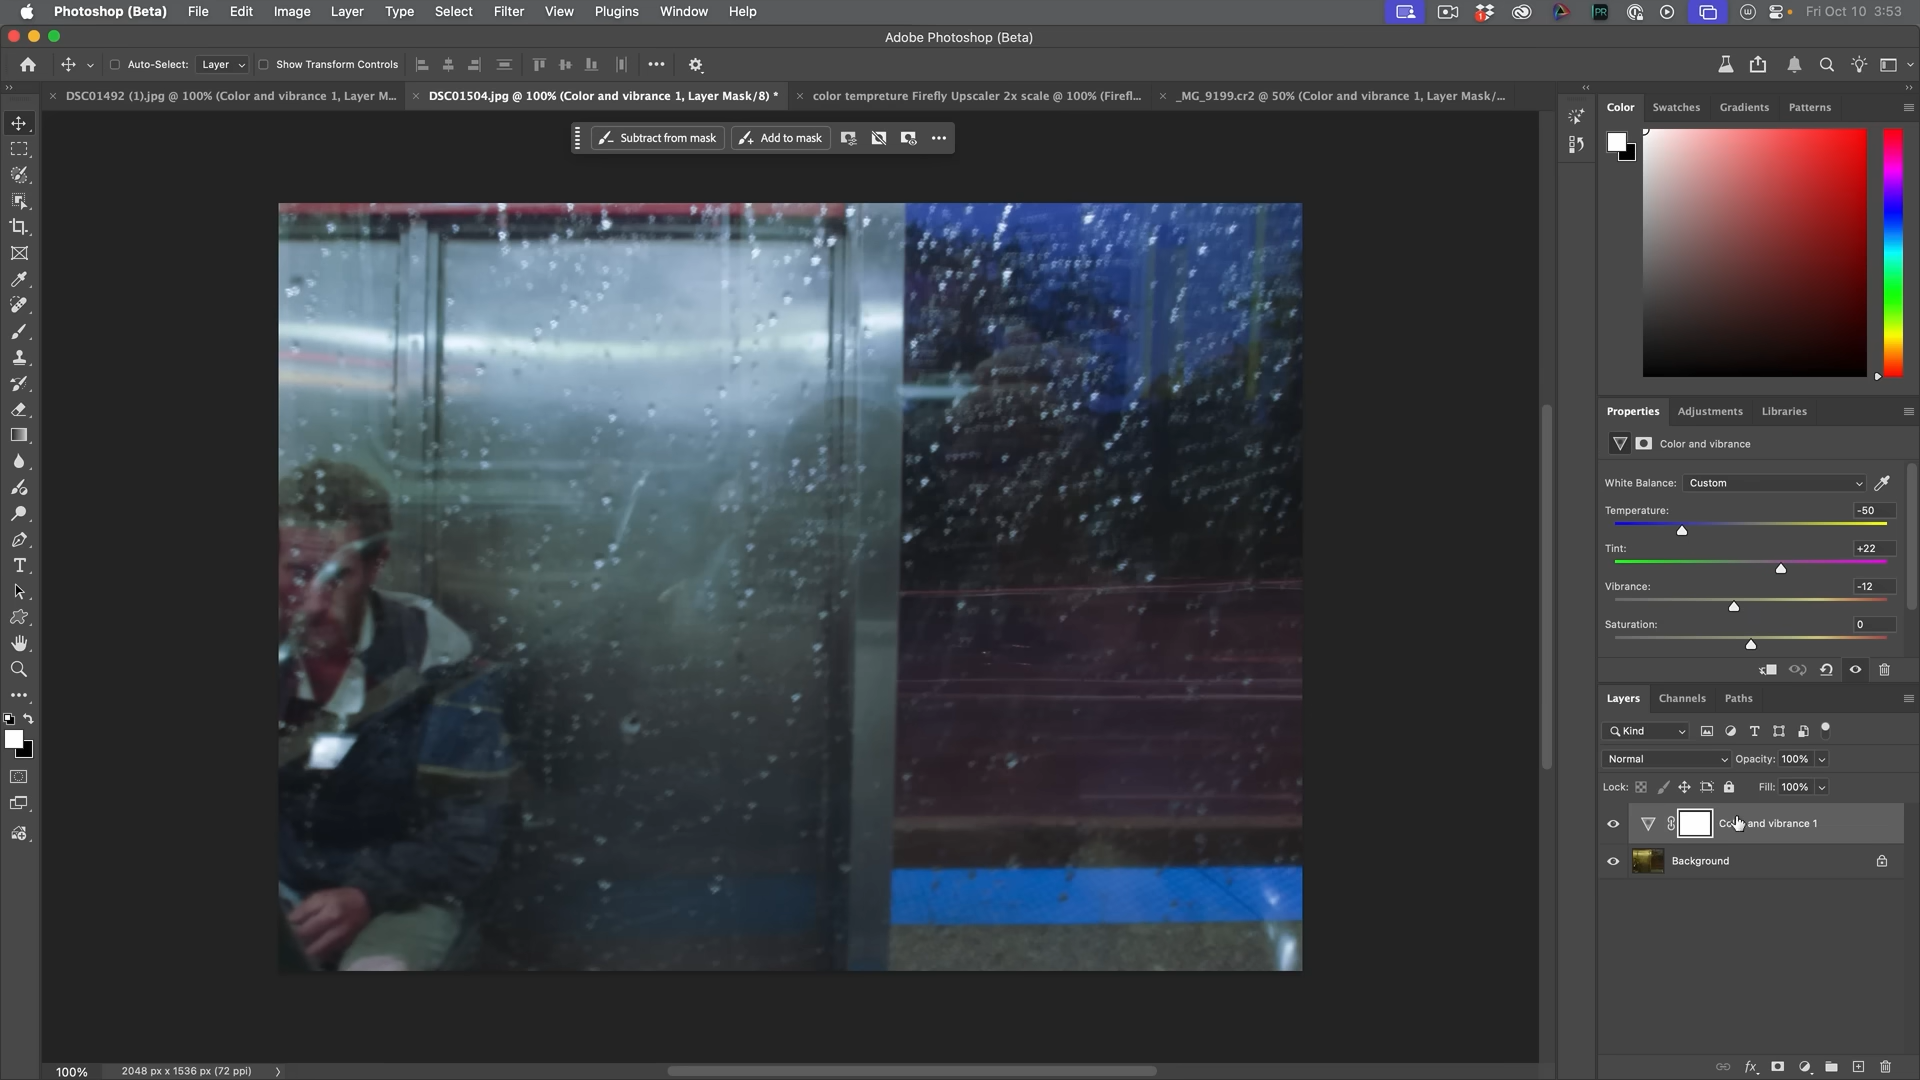 Photoshop (Beta) File Edit Image Layer Type Select Filter View Plugins Window Help
Fri Oct 10 3:53
Adobe Photoshop (Beta)
Auto-Select: Layer Show Transform Controls
DSC01492 (1).jpg @ 100% (Color and vibrance 1, Layer M...
DSC01504.jpg @ 100% (Color and vibrance 1, Layer Mask/8) *
color tempreture Firefly Upscaler 2x scale @ 100% (Firefl...
_MG_9199.cr2 @ 50% (Color and vibrance 1, Layer Mask/...
Subtract from mask Add to mask
Color Swatches Gradients Patterns
Properties Adjustments Libraries
Color and vibrance
White Balance: Custom
Temperature: -50
Tint: +22
Vibrance: -12
Saturation: 0
Layers Channels Paths
Kind
Normal Opacity: 100%
Lock: Fill: 100%
and vibrance 1
Background
100% 2048 px x 1536 px (72 ppi)